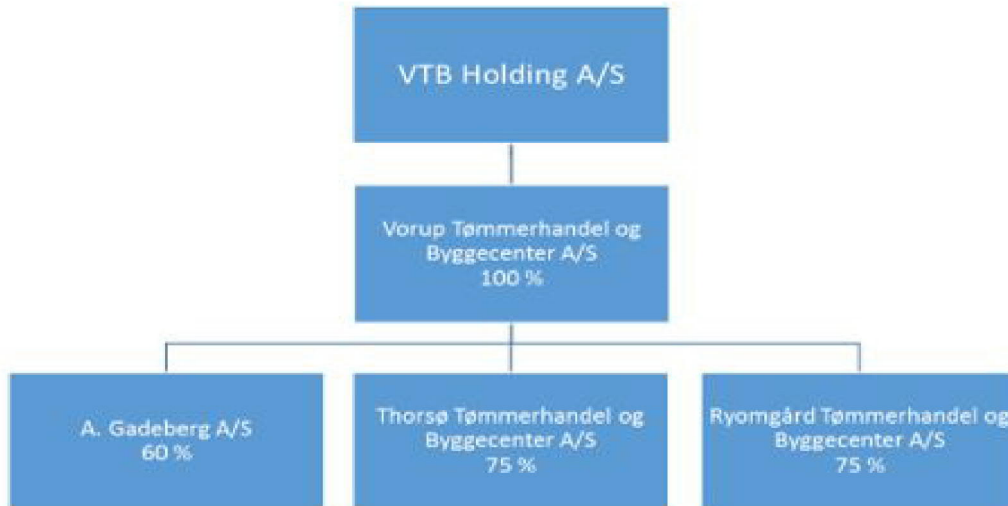 VTB Holding A/S
Vorup Tømmerhandel og
Byggecenter A/S
100 %
A. Gadeberg A/S
60 %
Thorsø Tømmerhandel og
Byggecenter A/S
75 %
Ryomgård Tømmerhandel og
Byggecenter A/S
75 %